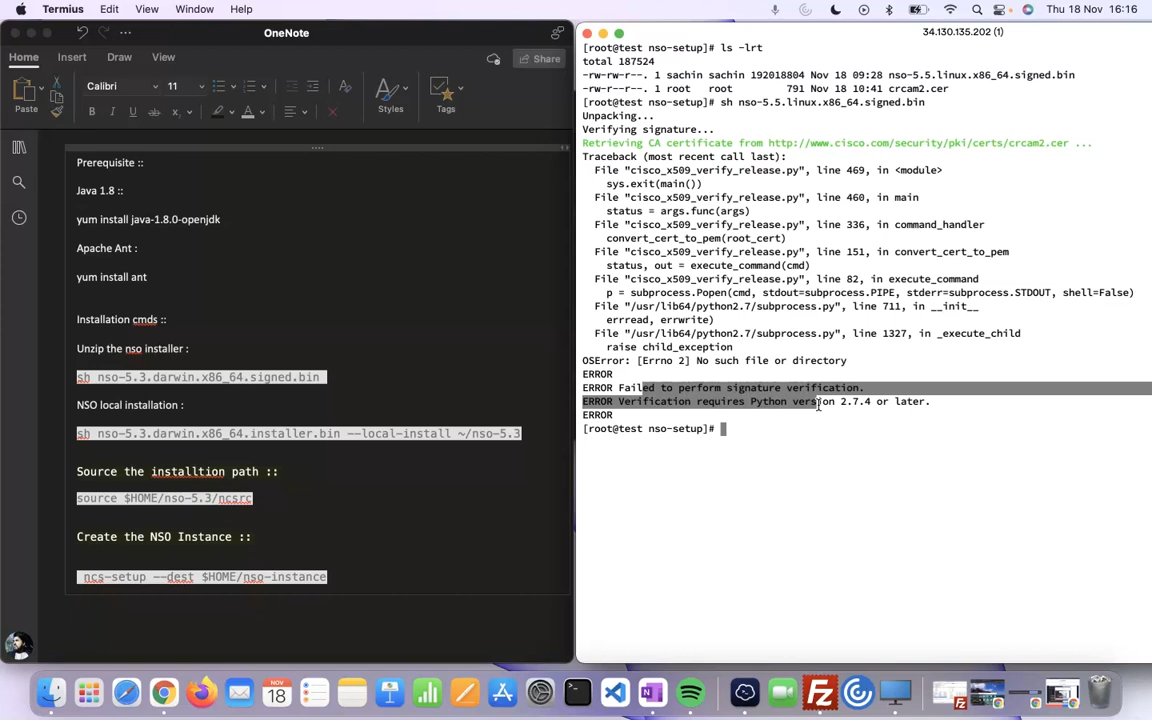 Termius Edit View Window Help Thu 18 Nov 16:16
OneNote
34.130.135.202 (1)
Home Insert Draw View Share
Paste Calibri 11 Styles Tags
B I U
Prerequisite ::
Java 1.8 ::
yum install java-1.8.0-openjdk
Apache Ant :
yum install ant
Installation cmds ::
Unzip the nso installer :
sh nso-5.3.darwin.x86_64.signed.bin
NSO local installation :
sh nso-5.3.darwin.x86_64.installer.bin --local-install ~/nso-5.3
Source the installtion path ::
source $HOME/nso-5.3/ncsrc
Create the NSO Instance ::
ncs-setup --dest $HOME/nso-instance
[root@test nso-setup]# ls -lrt
total 187524
-rw-rw-r--. 1 sachin sachin 192018804 Nov 18 09:28 nso-5.5.linux.x86_64.signed.bin
-rw-r--r--. 1 root root 791 Nov 18 10:41 crcam2.cer
[root@test nso-setup]# sh nso-5.5.linux.x86_64.signed.bin
Unpacking...
Verifying signature...
Retrieving CA certificate from http://www.cisco.com/security/pki/certs/crcam2.cer ...
Traceback (most recent call last):
File "cisco_x509_verify_release.py", line 469, in <module>
sys.exit(main())
File "cisco_x509_verify_release.py", line 460, in main
status = args.func(args)
File "cisco_x509_verify_release.py", line 336, in command_handler
convert_cert_to_pem(root_cert)
File "cisco_x509_verify_release.py", line 151, in convert_cert_to_pem
status, out = execute_command(cmd)
File "cisco_x509_verify_release.py", line 82, in execute_command
p = subprocess.Popen(cmd, stdout=subprocess.PIPE, stderr=subprocess.STDOUT, shell=False)
File "/usr/lib64/python2.7/subprocess.py", line 711, in __init__
errread, errwrite)
File "/usr/lib64/python2.7/subprocess.py", line 1327, in _execute_child
raise child_exception
OSError: [Errno 2] No such file or directory
ERROR
ERROR Failed to perform signature verification.
ERROR Verification requires Python version 2.7.4 or later.
ERROR
[root@test nso-setup]#
NOV
18